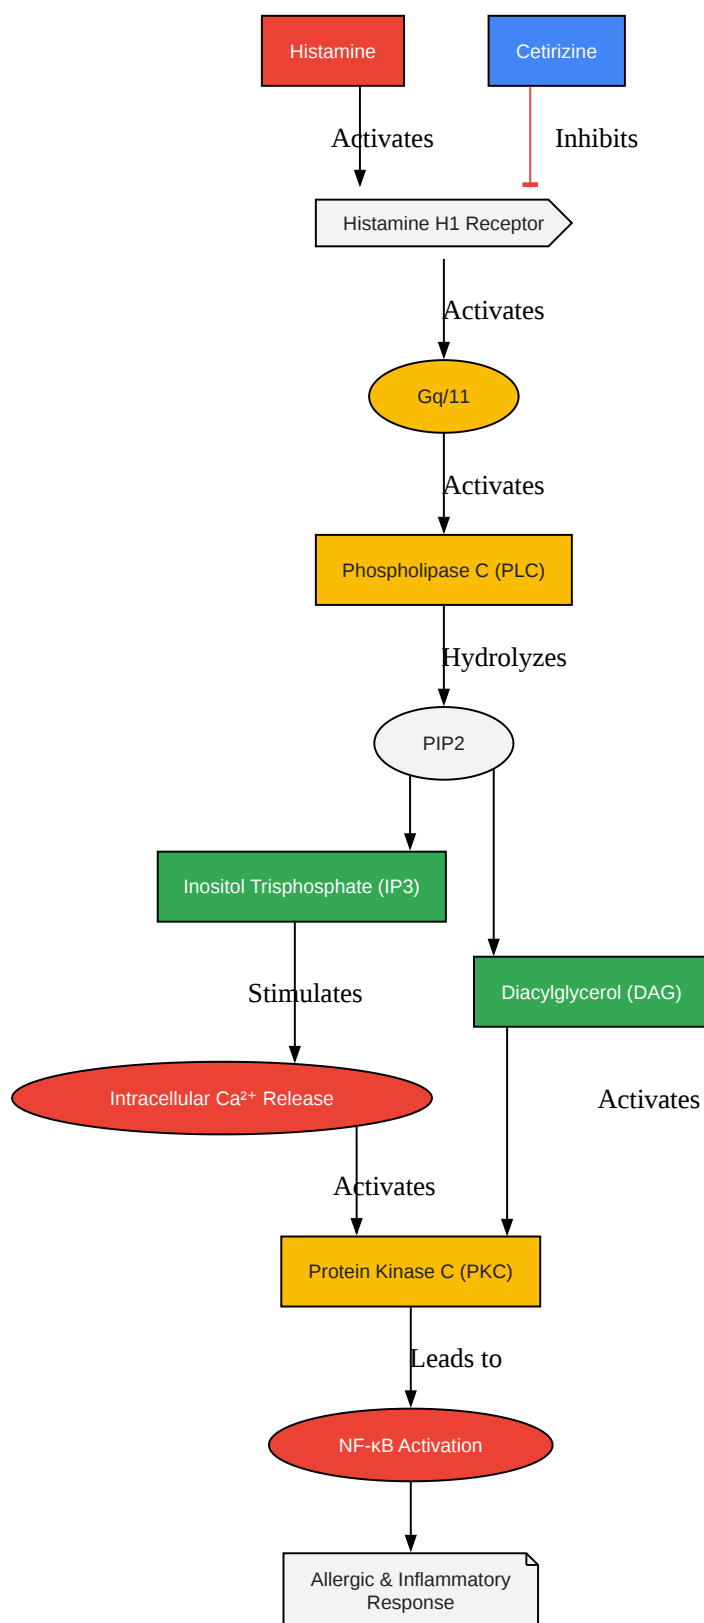 Histamine
Cetirizine
Activates
Inhibits
Histamine H1 Receptor
Activates
Gq/11
Activates
Phospholipase C (PLC)
Hydrolyzes
PIP2
Inositol Trisphosphate (IP3)
Stimulates
Diacylglycerol (DAG)
Intracellular Ca²⁺ Release
Activates
Activates
Protein Kinase C (PKC)
Leads to
NF-κB Activation
Allergic & Inflammatory
Response